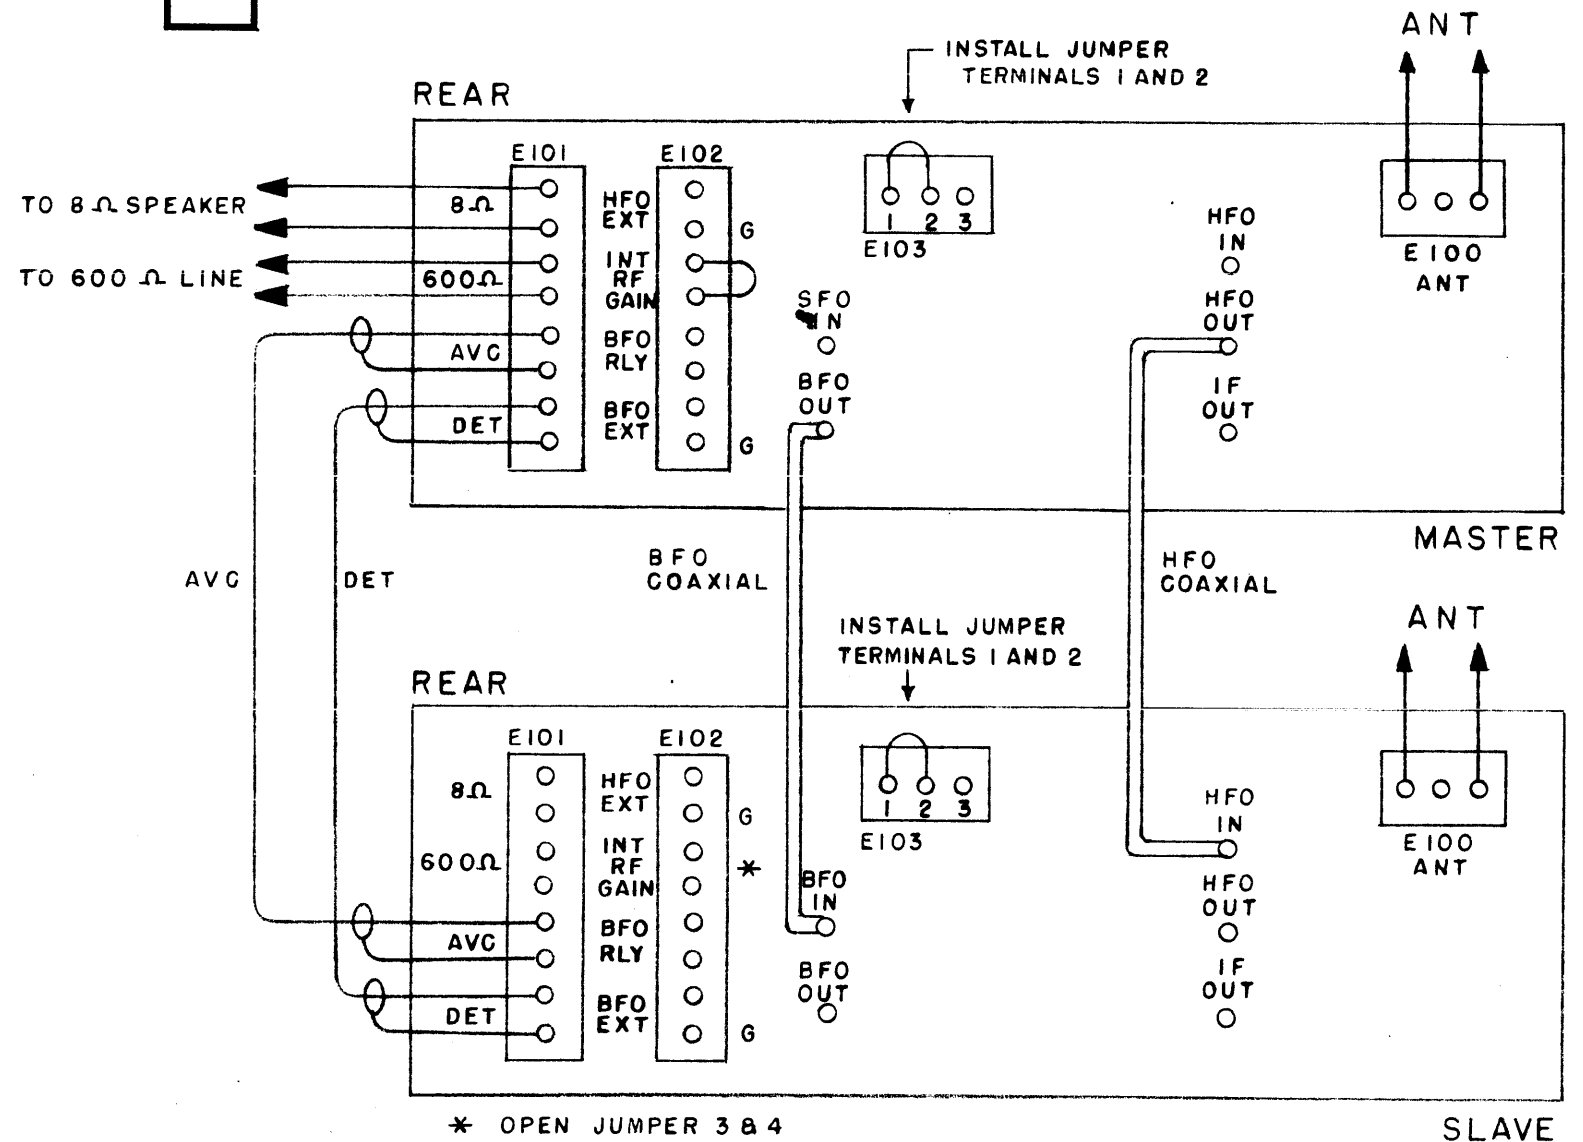 ANT
INSTALL JUMPER
TERMINALS 1 AND 2
REAR
E101
E102
TO 8Ω SPEAKER
8Ω
HFO
EXT
G
1 2 3
E103
HFO
IN
E100
ANT
TO 600 Ω LINE
600Ω
INT
RF
GAIN
SFO
IN
HFO
OUT
AVC
BFO
RLY
BFO
OUT
IF
OUT
DET
BFO
EXT
G
MASTER
AVC
DET
BFO
COAXIAL
HFO
COAXIAL
ANT
INSTALL JUMPER
TERMINALS 1 AND 2
REAR
E101
E102
8Ω
HFO
EXT
G
1 2 3
E103
HFO
IN
E100
ANT
600Ω
INT
RF
GAIN
*
BFO
IN
HFO
OUT
AVC
BFO
RLY
BFO
OUT
IF
OUT
DET
BFO
EXT
G
* OPEN JUMPER 3 & 4
SLAVE